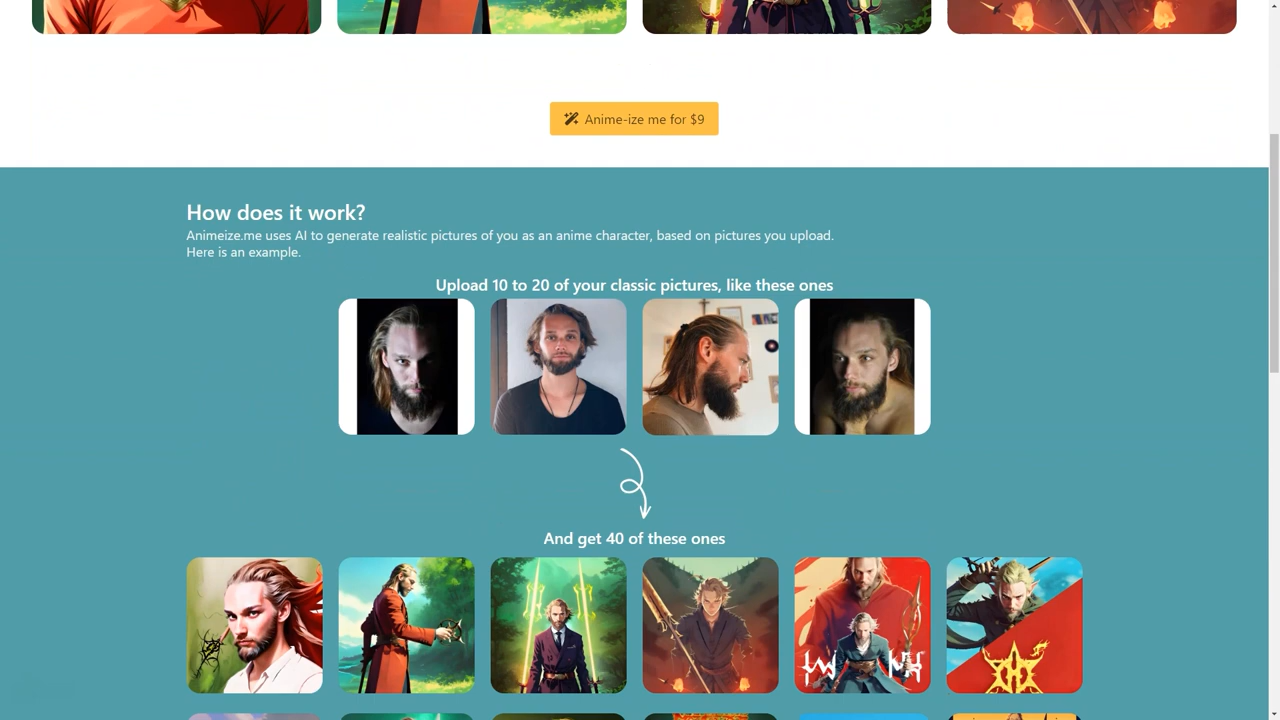 Anime-ize me for $9
How does it work?
Animeize.me uses AI to generate realistic pictures of you as an anime character, based on pictures you upload.
Here is an example.
Upload 10 to 20 of your classic pictures, like these ones
And get 40 of these ones